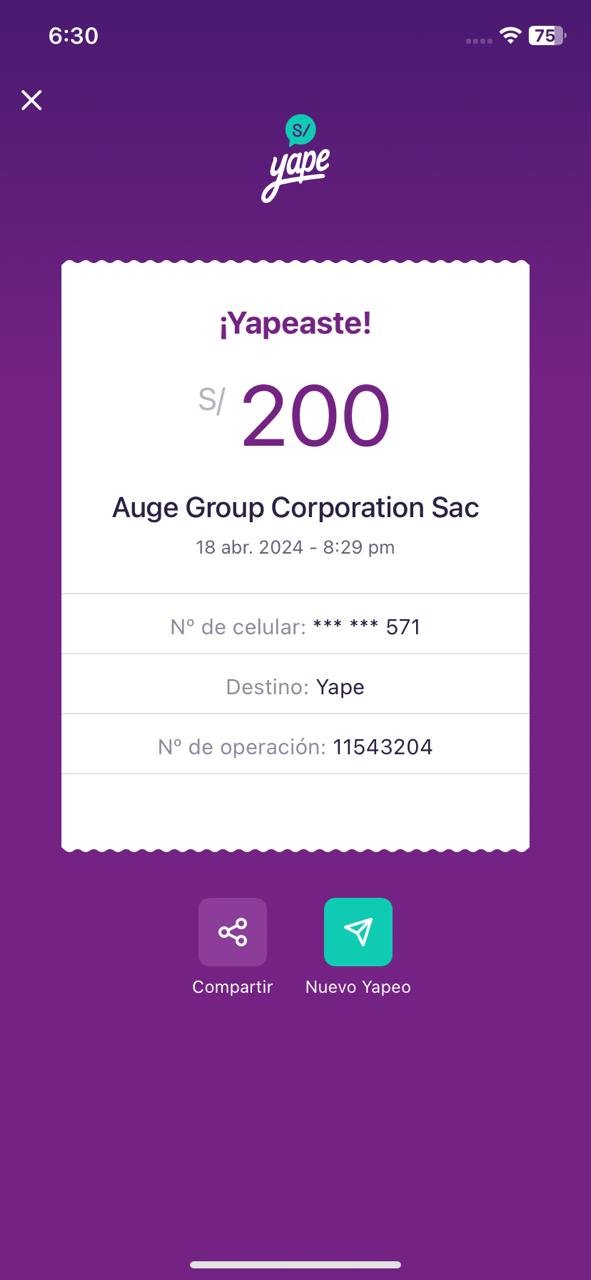 6:30
75
S/
yape
¡Yapeaste!
S/ 200
Auge Group Corporation Sac
18 abr. 2024 - 8:29 pm
Nº de celular: *** *** 571
Destino: Yape
Nº de operación: 11543204
Compartir
Nuevo Yapeo